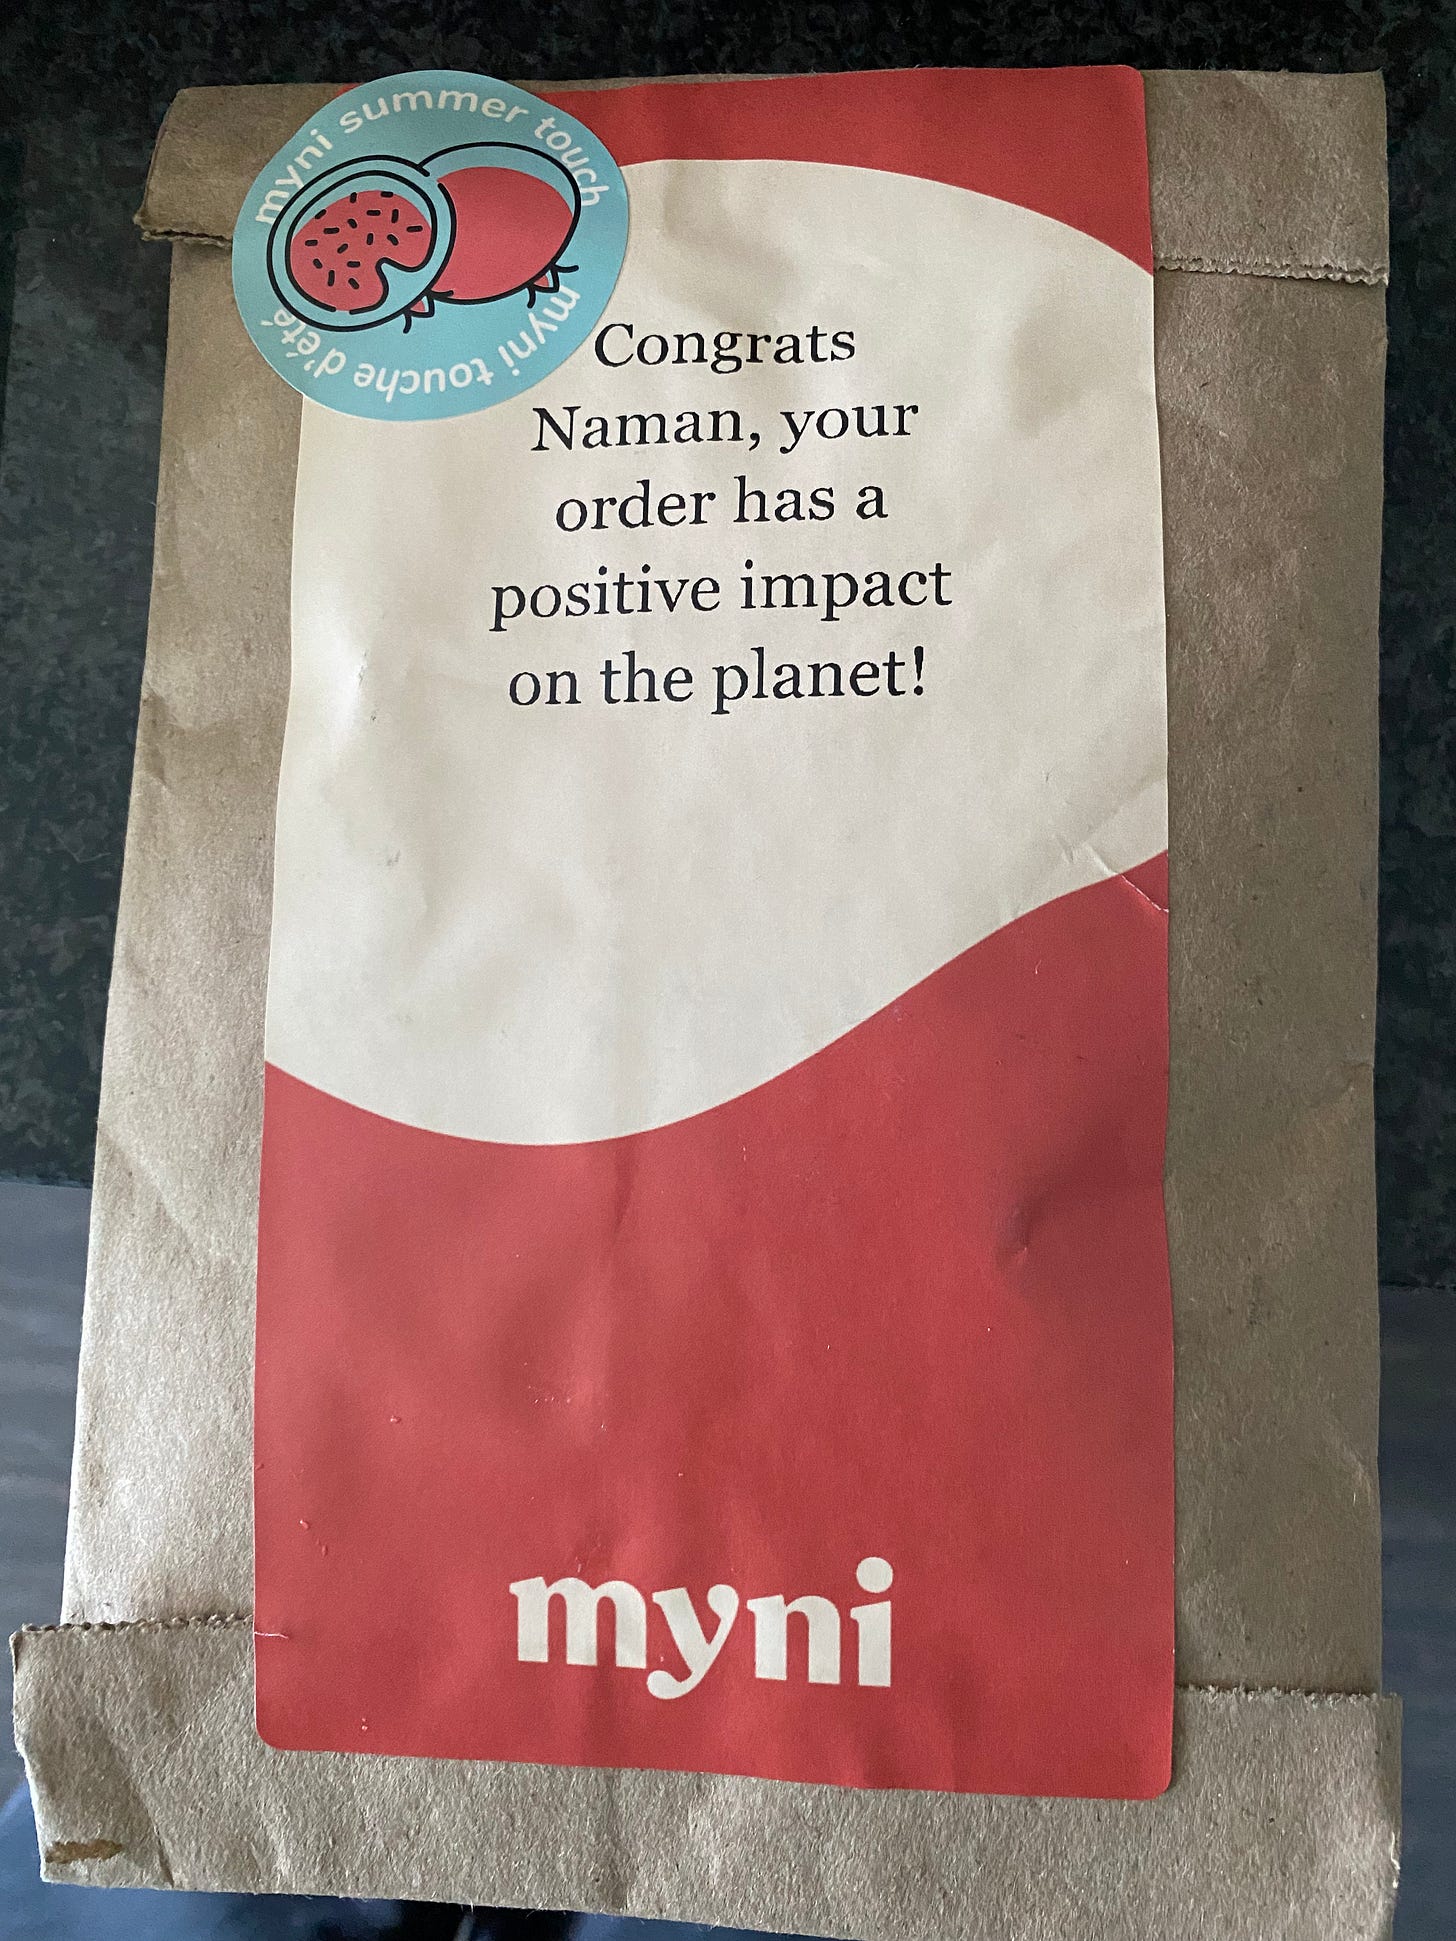 myni summer touch
myni touche d'été
Congrats
Naman, your
order has a
positive impact
on the planet!
myni